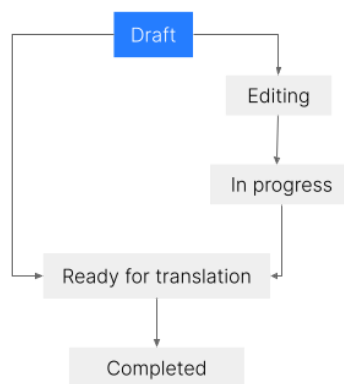 Draft
Editing
In progress
Ready for translation
Completed